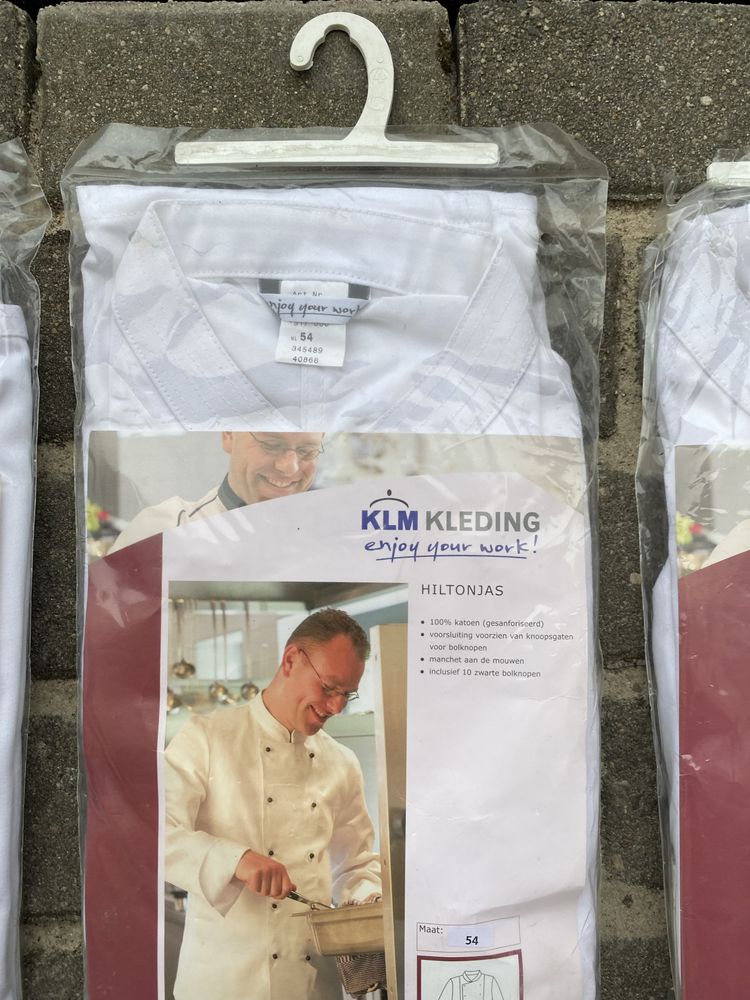 Art. Nr.
enjoy your work
NL 54
345489
40866
KLM KLEDING
enjoy your work!
HILTONJAS
• 100% katoen (gesanforiseerd)
• voorsluiting voorzien van knoopsgaten
voor bolknopen
• manchet aan de mouwen
• inclusief 10 zwarte bolknopen
Maat:
54